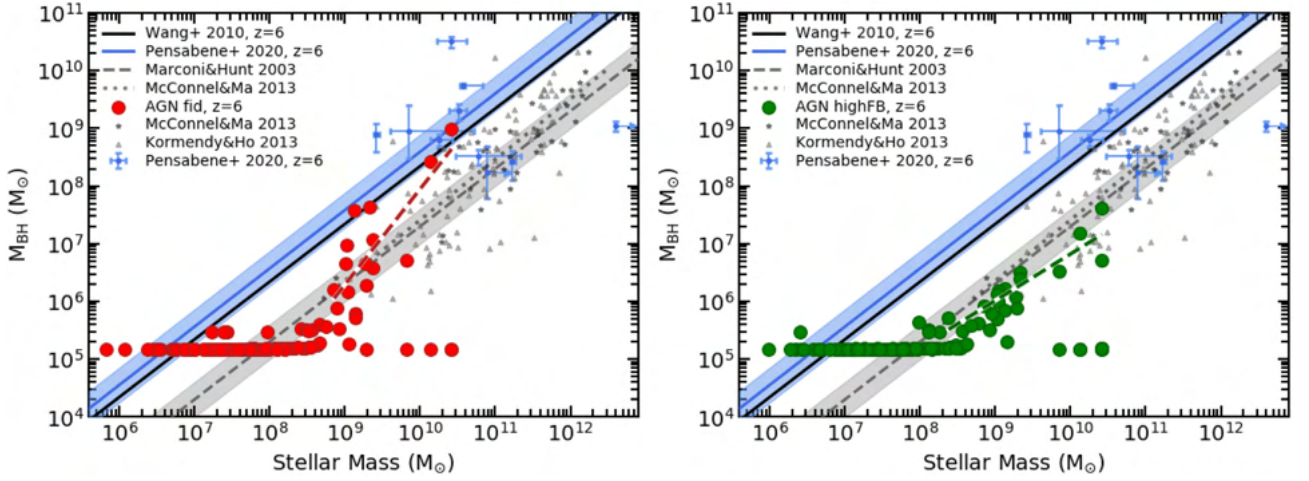 10^11
10^10
10^9
10^8
10^7
10^6
10^5
10^4
M_BH (M_⊙)
Wang+ 2010, z=6
Pensabene+ 2020, z=6
Marconi&Hunt 2003
McConnel&Ma 2013
AGN fid, z=6
McConnel&Ma 2013
Kormendy&Ho 2013
Pensabene+ 2020, z=6
10^6 10^7 10^8 10^9 10^10 10^11 10^12
Stellar Mass (M_⊙)
10^11
10^10
10^9
10^8
10^7
10^6
10^5
10^4
M_BH (M_⊙)
Wang+ 2010, z=6
Pensabene+ 2020, z=6
Marconi&Hunt 2003
McConnel&Ma 2013
AGN highFB, z=6
McConnel&Ma 2013
Kormendy&Ho 2013
Pensabene+ 2020, z=6
10^6 10^7 10^8 10^9 10^10 10^11 10^12
Stellar Mass (M_⊙)